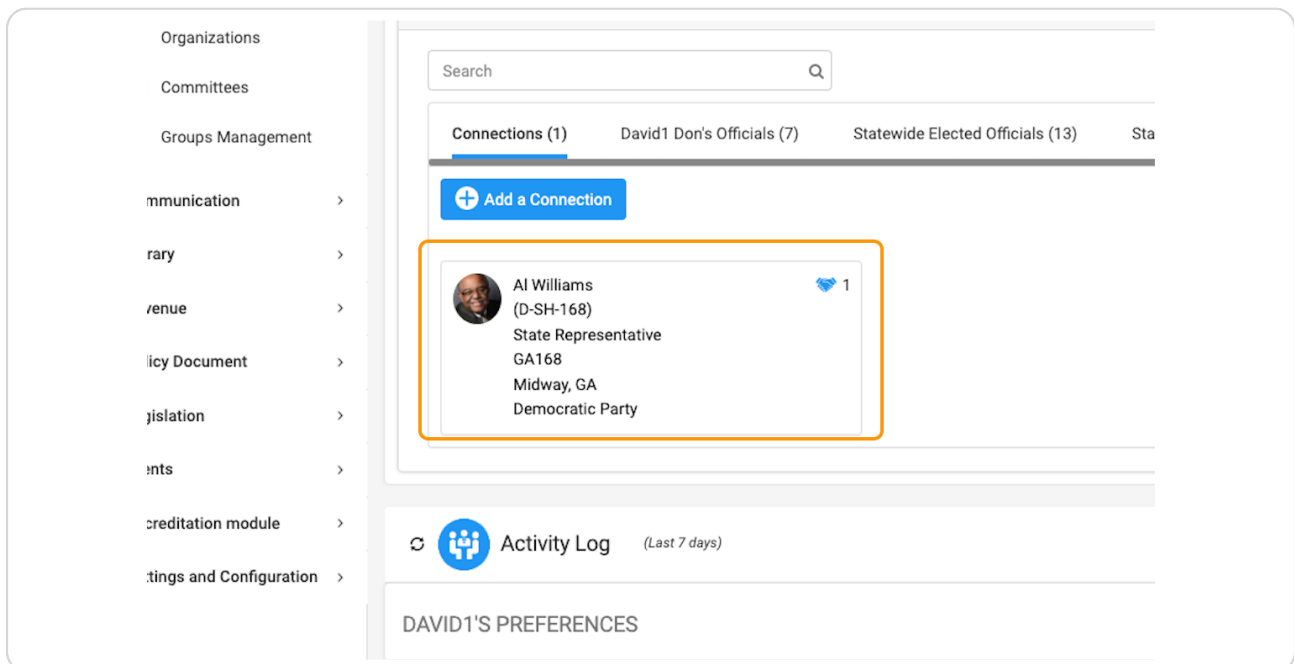 Organizations
Committees
Groups Management
mmunication
rary
venue
licy Document
gislation
ents
creditation module
ttings and Configuration
Search
Connections (1) David1 Don's Officials (7) Statewide Elected Officials (13) Sta
Add a Connection
Al Williams 1
(D-SH-168)
State Representative
GA168
Midway, GA
Democratic Party
Activity Log (Last 7 days)
DAVID1'S PREFERENCES